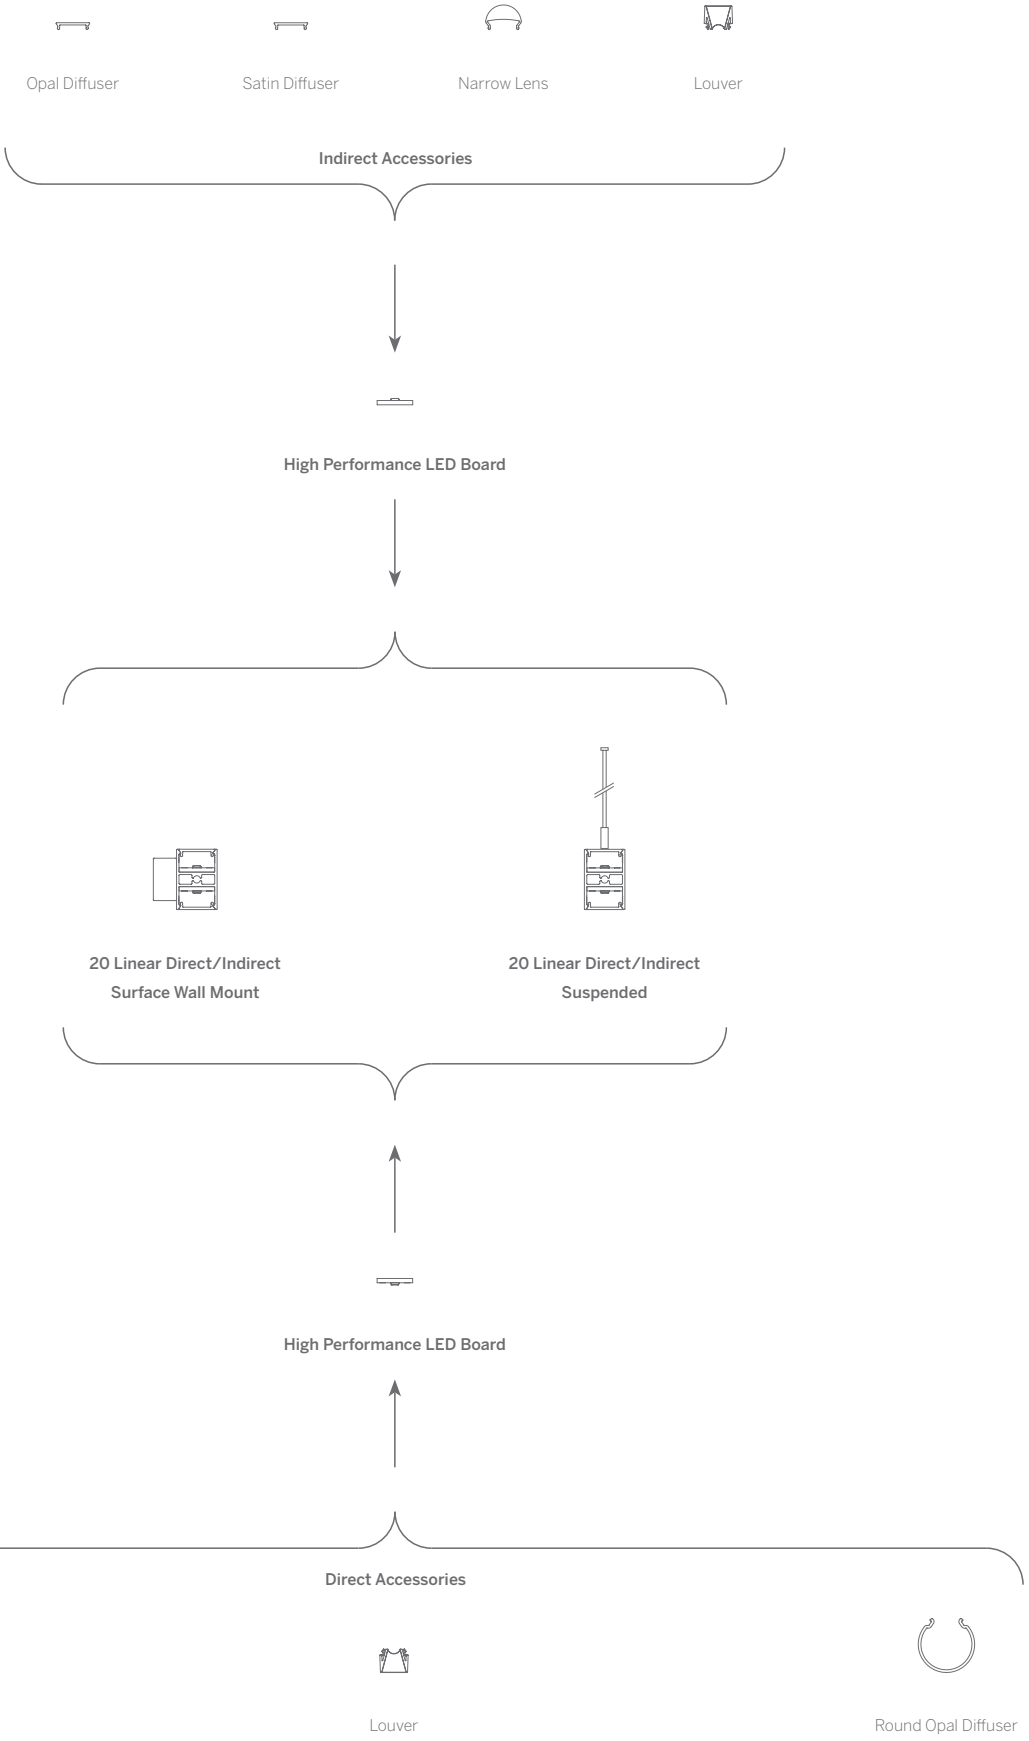 Opal Diffuser
Satin Diffuser
Narrow Lens
Louver
Indirect Accessories
High Performance LED Board
20 Linear Direct/Indirect
Surface Wall Mount
20 Linear Direct/Indirect
Suspended
High Performance LED Board
Direct Accessories
Louver
Round Opal Diffuser